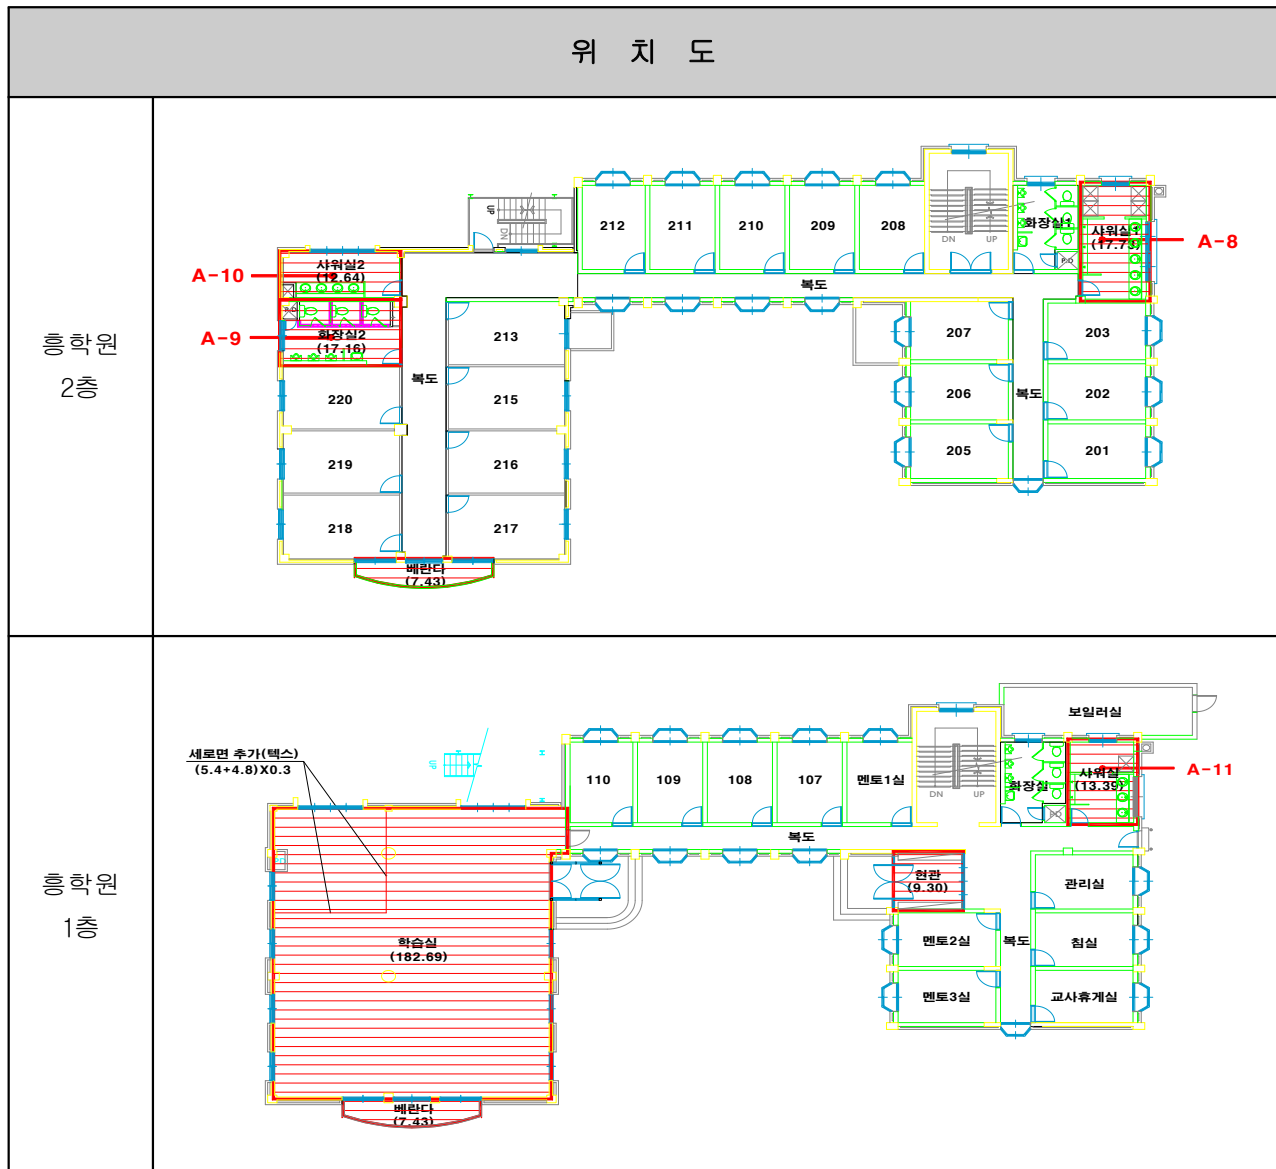 위 치 도
흥학원
2층
212
211
210
209
208
DN
UP
화장실1
P.D
샤워실1
(17.73)
A-8
UP
DN
복도
A-10
샤워실2
(12.64)
A-9
화장실2
(17.16)
213
207
203
복도
220
215
206
복도
202
219
216
205
201
218
217
베란다
(7.43)
흥학원
1층
보일러실
세로면 추가(텍스)
(5.4+4.8)X0.3
UP
110
109
108
107
멘토1실
DN
UP
화장실
P.D
샤워실
(13.39)
A-11
복도
현관
(9.30)
관리실
학습실
(182.69)
멘토2실
복도
침실
멘토3실
교사휴게실
베란다
(7.43)